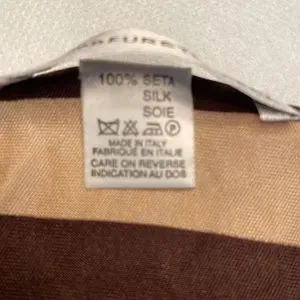 100% SETA
SILK
SOIE
MADE IN ITALY
FABRIQUÉ EN ITALIE
CARE ON REVERSE
INDICATION AU DOS